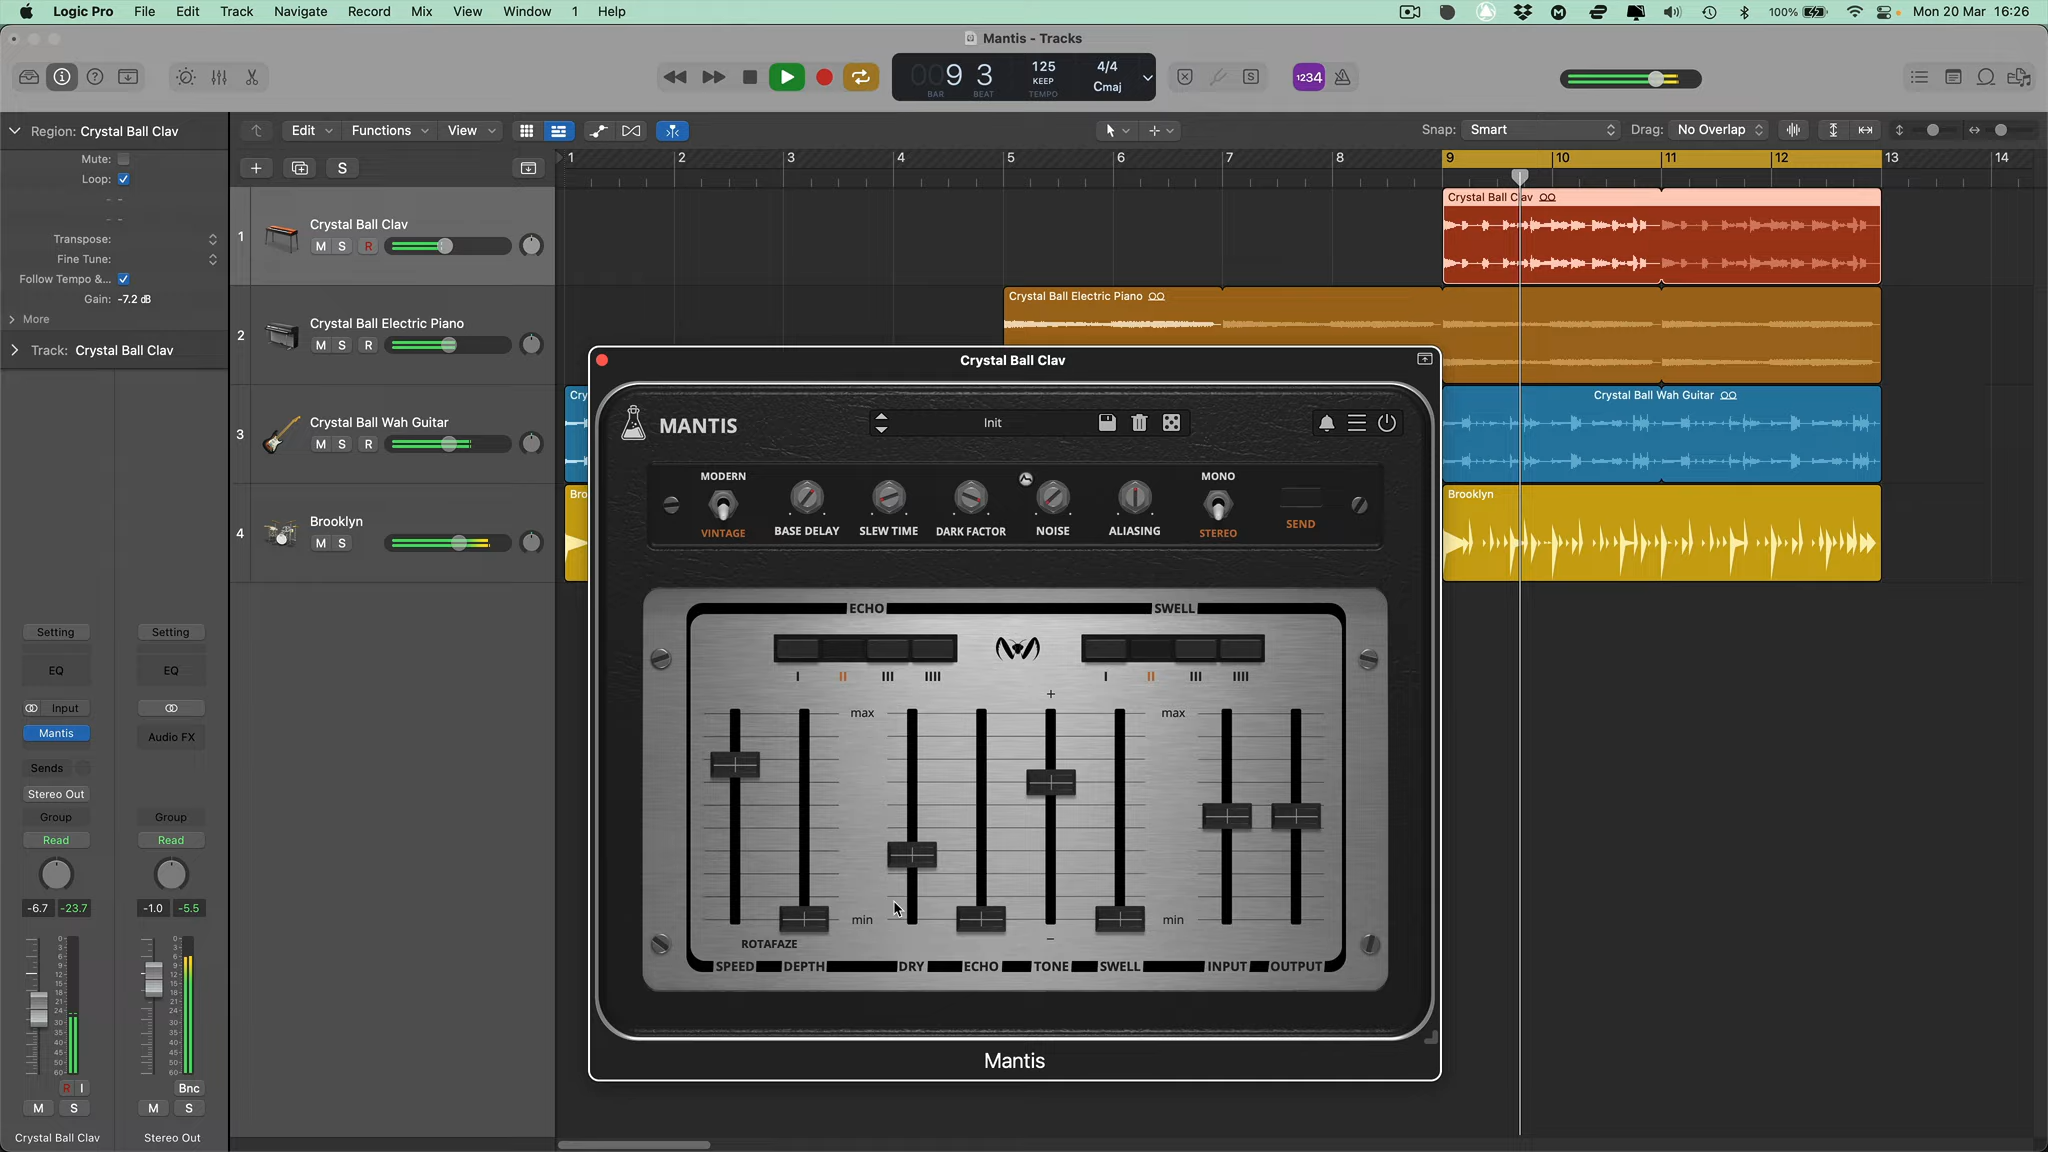 Logic Pro File Edit Track Navigate Record Mix View Window 1 Help 100% Mon 20 Mar 16:26
Mantis - Tracks
009 3 125 4/4
KEEP
Cmaj
BAR BEAT TEMPO
1234
Region: Crystal Ball Clav
Edit Functions View Snap: Smart Drag: No Overlap
Mute:
Loop:
Transpose:
Fine Tune:
Follow Tempo &...
Gain: -7.2 dB
More
Track: Crystal Ball Clav
S
1 2 3 4 5 6 7 8 9 10 11 12 13 14
1 Crystal Ball Clav
M S R
2 Crystal Ball Electric Piano
M S R
3 Crystal Ball Wah Guitar
M S R
4 Brooklyn
M S
Crystal Ball Clav
Crystal Ball Electric Piano
Cry
Crystal Ball Wah Guitar
Bro
Brooklyn
Crystal Ball Clav
MANTIS Init
MODERN MONO
VINTAGE BASE DELAY SLEW TIME DARK FACTOR NOISE ALIASING STEREO SEND
ECHO SWELL
I II III IIII I II III IIII
+
max max
min min
−
ROTAFAZE
SPEED DEPTH DRY ECHO TONE SWELL INPUT OUTPUT
Mantis
Setting Setting
EQ EQ
Input
Mantis Audio FX
Sends
Stereo Out
Group Group
Read Read
-6.7 -23.7 -1.0 -5.5
R I Bnc
M S M S
Crystal Ball Clav Stereo Out